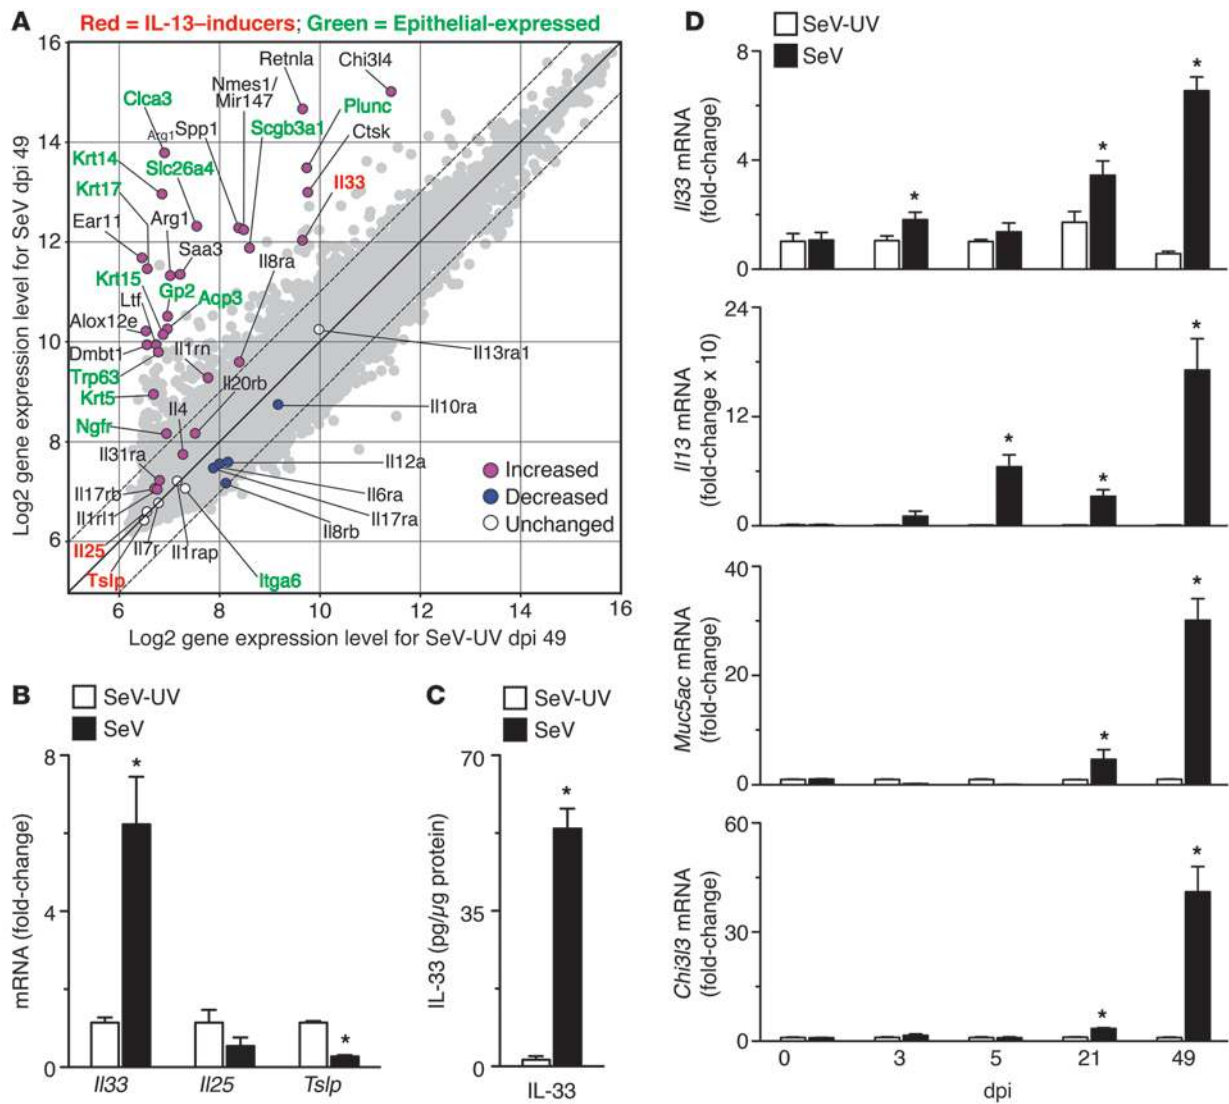 A
Red = IL-13–inducers; Green = Epithelial-expressed
Log2 gene expression level for SeV dpi 49
16
14
12
10
8
6
Retnla
Chi3l4
Nmes1/
Mir147
Clca3
Plunc
Arg1
Spp1
Scgb3a1
Ctsk
Krt14
Slc26a4
Il33
Krt17
Ear11
Arg1
Saa3
Il8ra
Krt15
Gp2
Aqp3
Ltf
Alox12e
Il13ra1
Dmbt1
Il1rn
Trp63
Il20rb
Krt5
Il4
Il10ra
Ngfr
Il31ra
Il12a
Increased
Il17rb
Il6ra
Decreased
Il1rl1
Il17ra
Unchanged
Il8rb
Il25
Il7r
Il1rap
Tslp
Itga6
6
8
10
12
14
16
Log2 gene expression level for SeV-UV dpi 49
B
SeV-UV
SeV
mRNA (fold-change)
8
4
0
*
*
Il33
Il25
Tslp
C
SeV-UV
SeV
IL-33 (pg/µg protein)
70
35
0
*
IL-33
D
SeV-UV
SeV
Il33 mRNA
(fold-change)
8
4
0
*
*
*
Il13 mRNA
(fold-change x 10)
24
12
0
*
*
*
Muc5ac mRNA
(fold-change)
40
20
0
*
*
Chi3l3 mRNA
(fold-change)
60
30
0
*
*
0
3
5
21
49
dpi